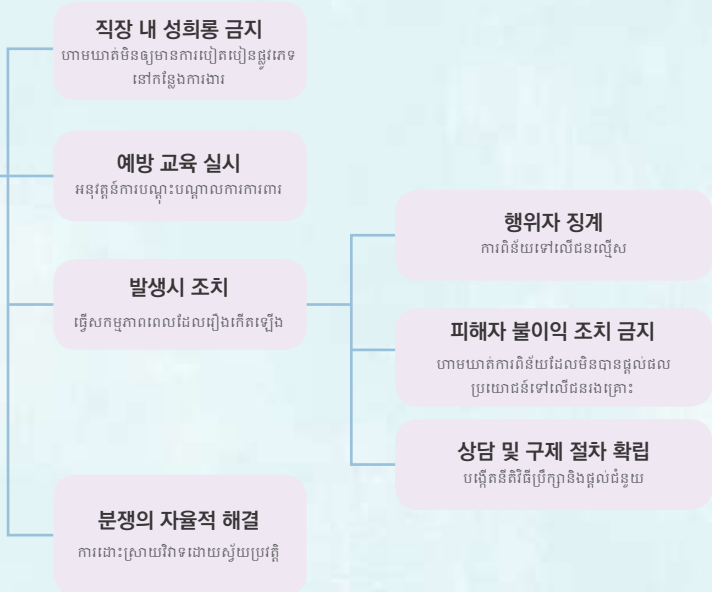 직장 내 성희롱 금지
ហាមឃាត់មិនឲ្យមានការបៀតបៀនផ្លូវភេទ
នៅកន្លែងការងារ
예방 교육 실시
អនុវត្តន៍ការបណ្តុះបណ្តាលការការពារ
발생시 조치
ធ្វើសកម្មភាពពេលដែលរឿងកើតឡើង
행위자 징계
ការពិន័យទៅលើជនល្មើស
피해자 불이익 조치 금지
ហាមឃាត់ការពិន័យដែលមិនបានផ្តល់ផល
ប្រយោជន៍ទៅលើជនរងគ្រោះ
상담 및 구제 절차 확립
បង្កើតនីតិវិធីប្រឹក្សានិងផ្តល់ជំនួយ
분쟁의 자율적 해결
ការដោះស្រាយវិវាទដោយស្វ័យប្រវត្តិ